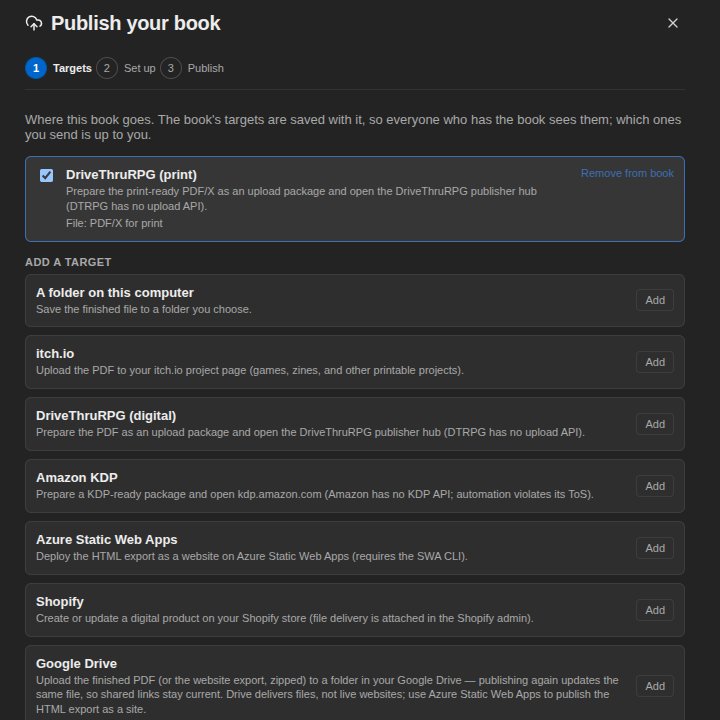 Publish your book
1 Targets 2 Set up 3 Publish
Where this book goes. The book's targets are saved with it, so everyone who has the book sees them; which ones
you send is up to you.
DriveThruRPG (print)
Remove from book
Prepare the print-ready PDF/X as an upload package and open the DriveThruRPG publisher hub
(DTRPG has no upload API).
File: PDF/X for print
ADD A TARGET
A folder on this computer
Save the finished file to a folder you choose.
Add
itch.io
Upload the PDF to your itch.io project page (games, zines, and other printable projects).
Add
DriveThruRPG (digital)
Prepare the PDF as an upload package and open the DriveThruRPG publisher hub (DTRPG has no upload API).
Add
Amazon KDP
Prepare a KDP-ready package and open kdp.amazon.com (Amazon has no KDP API; automation violates its ToS).
Add
Azure Static Web Apps
Deploy the HTML export as a website on Azure Static Web Apps (requires the SWA CLI).
Add
Shopify
Create or update a digital product on your Shopify store (file delivery is attached in the Shopify admin).
Add
Google Drive
Upload the finished PDF (or the website export, zipped) to a folder in your Google Drive — publishing again updates the
same file, so shared links stay current. Drive delivers files, not live websites; use Azure Static Web Apps to publish the
HTML export as a site.
Add